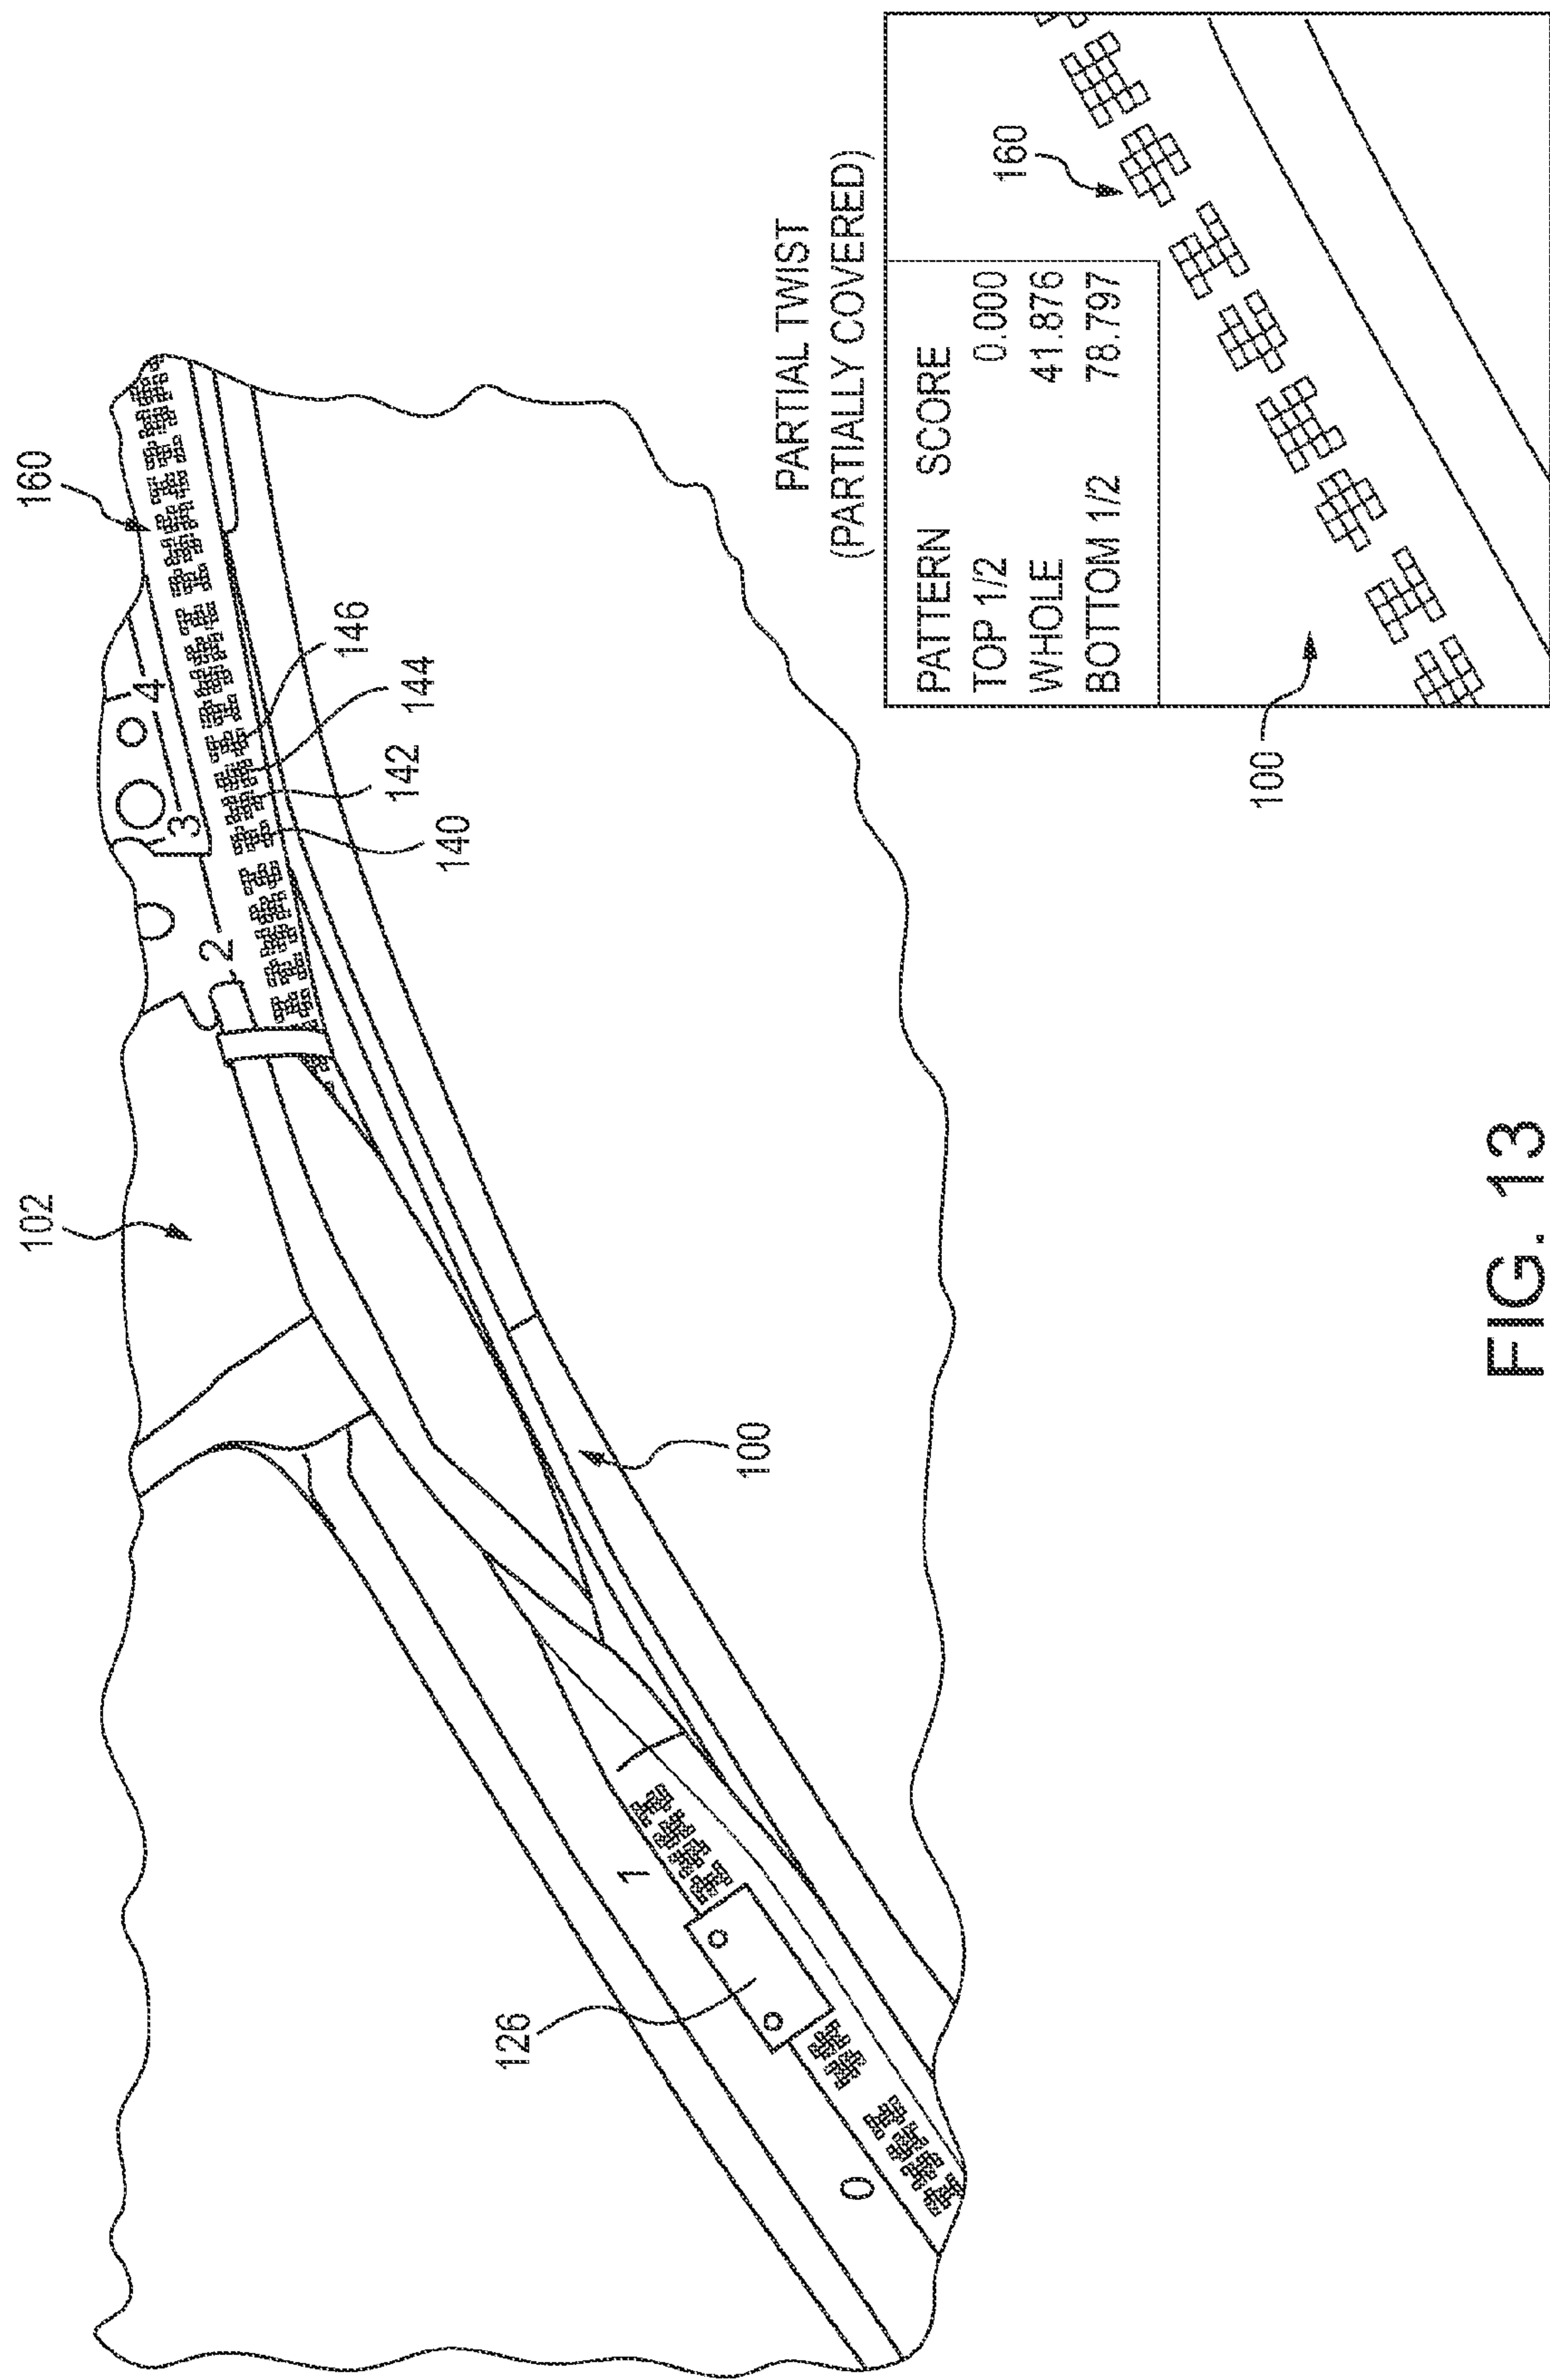 102
160
4
3
2
146
144
142
140
100
1
126
0
PARTIAL TWIST
(PARTIALLY COVERED)
PATTERN SCORE
TOP 1/2 0.000
WHOLE 41.876
BOTTOM 1/2 78.797
160
100
FIG. 13